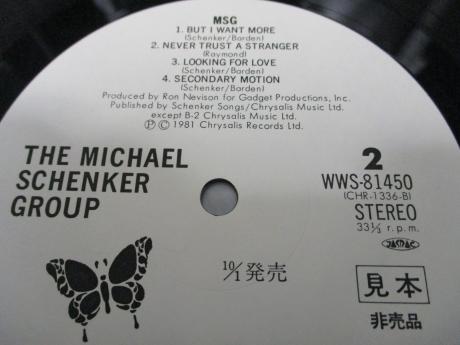 MSG
1. BUT I WANT MORE
(Schenker/Barden)
2. NEVER TRUST A STRANGER
(Raymond)
3. LOOKING FOR LOVE
(Schenker/Barden)
4. SECONDARY MOTION
(Schenker/Barden)
Produced by Ron Nevison for Gadget Productions, Inc.
Published by Schenker Songs/Chrysalis Music Ltd.
except B-2 Chrysalis Music Ltd.
Ⓟ © 1981 Chrysalis Records Ltd.
THE MICHAEL
SCHENKER
GROUP
2
WWS-81450
(CHR-1336-B)
STEREO
33⅓ r.p.m.
JASRAC
10/1 発売
見本
非売品